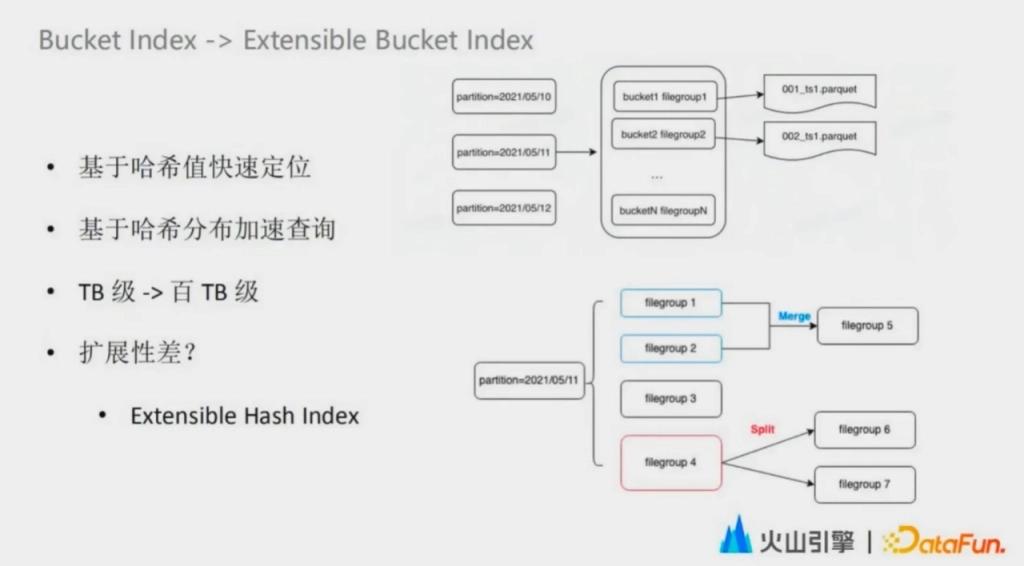 Bucket Index -> Extensible Bucket Index
• 基于哈希值快速定位
• 基于哈希分布加速查询
• TB 级 -> 百 TB 级
• 扩展性差？
• Extensible Hash Index
partition=2021/05/10
partition=2021/05/11
partition=2021/05/12
bucket1 filegroup1
bucket2 filegroup2
...
bucketN filegroupN
001_ts1.parquet
002_ts1.parquet
partition=2021/05/11
filegroup 1
filegroup 2
filegroup 3
filegroup 4
Merge
filegroup 5
Split
filegroup 6
filegroup 7
火山引擎 | DataFun.